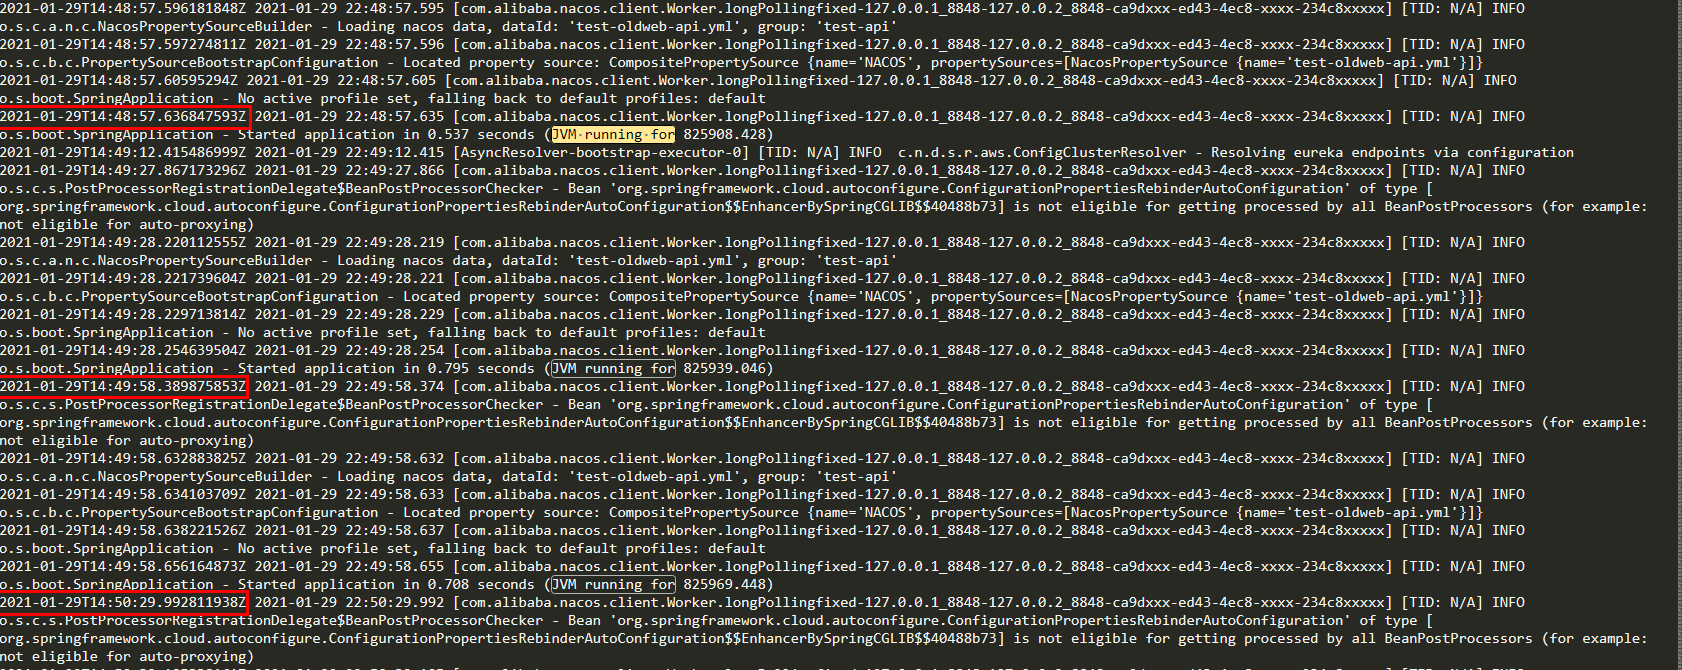 2021-01-29T14:48:57.596181848Z 2021-01-29 22:48:57.595 [com.alibaba.nacos.client.Worker.longPollingfixed-127.0.0.1_8848-127.0.0.2_8848-ca9dxxx-ed43-4ec8-xxxx-234c8xxxxx] [TID: N/A] INFO
o.s.c.a.n.c.NacosPropertySourceBuilder - Loading nacos data, dataId: 'test-oldweb-api.yml', group: 'test-api'
2021-01-29T14:48:57.597274811Z 2021-01-29 22:48:57.596 [com.alibaba.nacos.client.Worker.longPollingfixed-127.0.0.1_8848-127.0.0.2_8848-ca9dxxx-ed43-4ec8-xxxx-234c8xxxxx] [TID: N/A] INFO
o.s.c.b.c.PropertySourceBootstrapConfiguration - Located property source: CompositePropertySource {name='NACOS', propertySources=[NacosPropertySource {name='test-oldweb-api.yml'}]}
2021-01-29T14:48:57.60595294Z 2021-01-29 22:48:57.605 [com.alibaba.nacos.client.Worker.longPollingfixed-127.0.0.1_8848-127.0.0.2_8848-ca9dxxx-ed43-4ec8-xxxx-234c8xxxxx] [TID: N/A] INFO
o.s.boot.SpringApplication - No active profile set, falling back to default profiles: default
2021-01-29T14:48:57.636847593Z 2021-01-29 22:48:57.635 [com.alibaba.nacos.client.Worker.longPollingfixed-127.0.0.1_8848-127.0.0.2_8848-ca9dxxx-ed43-4ec8-xxxx-234c8xxxxx] [TID: N/A] INFO
o.s.boot.SpringApplication - Started application in 0.537 seconds (JVM running for 825908.428)
2021-01-29T14:49:12.415486999Z 2021-01-29 22:49:12.415 [AsyncResolver-bootstrap-executor-0] [TID: N/A] INFO  c.n.d.s.r.aws.ConfigClusterResolver - Resolving eureka endpoints via configuration
2021-01-29T14:49:27.867173296Z 2021-01-29 22:49:27.866 [com.alibaba.nacos.client.Worker.longPollingfixed-127.0.0.1_8848-127.0.0.2_8848-ca9dxxx-ed43-4ec8-xxxx-234c8xxxxx] [TID: N/A] INFO
o.s.c.s.PostProcessorRegistrationDelegate$BeanPostProcessorChecker - Bean 'org.springframework.cloud.autoconfigure.ConfigurationPropertiesRebinderAutoConfiguration' of type [
org.springframework.cloud.autoconfigure.ConfigurationPropertiesRebinderAutoConfiguration$$EnhancerBySpringCGLIB$$40488b73] is not eligible for getting processed by all BeanPostProcessors (for example:
not eligible for auto-proxying)
2021-01-29T14:49:28.220112555Z 2021-01-29 22:49:28.219 [com.alibaba.nacos.client.Worker.longPollingfixed-127.0.0.1_8848-127.0.0.2_8848-ca9dxxx-ed43-4ec8-xxxx-234c8xxxxx] [TID: N/A] INFO
o.s.c.a.n.c.NacosPropertySourceBuilder - Loading nacos data, dataId: 'test-oldweb-api.yml', group: 'test-api'
2021-01-29T14:49:28.221739604Z 2021-01-29 22:49:28.221 [com.alibaba.nacos.client.Worker.longPollingfixed-127.0.0.1_8848-127.0.0.2_8848-ca9dxxx-ed43-4ec8-xxxx-234c8xxxxx] [TID: N/A] INFO
o.s.c.b.c.PropertySourceBootstrapConfiguration - Located property source: CompositePropertySource {name='NACOS', propertySources=[NacosPropertySource {name='test-oldweb-api.yml'}]}
2021-01-29T14:49:28.229713814Z 2021-01-29 22:49:28.229 [com.alibaba.nacos.client.Worker.longPollingfixed-127.0.0.1_8848-127.0.0.2_8848-ca9dxxx-ed43-4ec8-xxxx-234c8xxxxx] [TID: N/A] INFO
o.s.boot.SpringApplication - No active profile set, falling back to default profiles: default
2021-01-29T14:49:28.254639504Z 2021-01-29 22:49:28.254 [com.alibaba.nacos.client.Worker.longPollingfixed-127.0.0.1_8848-127.0.0.2_8848-ca9dxxx-ed43-4ec8-xxxx-234c8xxxxx] [TID: N/A] INFO
o.s.boot.SpringApplication - Started application in 0.795 seconds (JVM running for 825939.046)
2021-01-29T14:49:58.389875853Z 2021-01-29 22:49:58.374 [com.alibaba.nacos.client.Worker.longPollingfixed-127.0.0.1_8848-127.0.0.2_8848-ca9dxxx-ed43-4ec8-xxxx-234c8xxxxx] [TID: N/A] INFO
o.s.c.s.PostProcessorRegistrationDelegate$BeanPostProcessorChecker - Bean 'org.springframework.cloud.autoconfigure.ConfigurationPropertiesRebinderAutoConfiguration' of type [
org.springframework.cloud.autoconfigure.ConfigurationPropertiesRebinderAutoConfiguration$$EnhancerBySpringCGLIB$$40488b73] is not eligible for getting processed by all BeanPostProcessors (for example:
not eligible for auto-proxying)
2021-01-29T14:49:58.632883825Z 2021-01-29 22:49:58.632 [com.alibaba.nacos.client.Worker.longPollingfixed-127.0.0.1_8848-127.0.0.2_8848-ca9dxxx-ed43-4ec8-xxxx-234c8xxxxx] [TID: N/A] INFO
o.s.c.a.n.c.NacosPropertySourceBuilder - Loading nacos data, dataId: 'test-oldweb-api.yml', group: 'test-api'
2021-01-29T14:49:58.634103709Z 2021-01-29 22:49:58.633 [com.alibaba.nacos.client.Worker.longPollingfixed-127.0.0.1_8848-127.0.0.2_8848-ca9dxxx-ed43-4ec8-xxxx-234c8xxxxx] [TID: N/A] INFO
o.s.c.b.c.PropertySourceBootstrapConfiguration - Located property source: CompositePropertySource {name='NACOS', propertySources=[NacosPropertySource {name='test-oldweb-api.yml'}]}
2021-01-29T14:49:58.638221526Z 2021-01-29 22:49:58.637 [com.alibaba.nacos.client.Worker.longPollingfixed-127.0.0.1_8848-127.0.0.2_8848-ca9dxxx-ed43-4ec8-xxxx-234c8xxxxx] [TID: N/A] INFO
o.s.boot.SpringApplication - No active profile set, falling back to default profiles: default
2021-01-29T14:49:58.656164873Z 2021-01-29 22:49:58.655 [com.alibaba.nacos.client.Worker.longPollingfixed-127.0.0.1_8848-127.0.0.2_8848-ca9dxxx-ed43-4ec8-xxxx-234c8xxxxx] [TID: N/A] INFO
o.s.boot.SpringApplication - Started application in 0.708 seconds (JVM running for 825969.448)
2021-01-29T14:50:29.992811938Z 2021-01-29 22:50:29.992 [com.alibaba.nacos.client.Worker.longPollingfixed-127.0.0.1_8848-127.0.0.2_8848-ca9dxxx-ed43-4ec8-xxxx-234c8xxxxx] [TID: N/A] INFO
o.s.c.s.PostProcessorRegistrationDelegate$BeanPostProcessorChecker - Bean 'org.springframework.cloud.autoconfigure.ConfigurationPropertiesRebinderAutoConfiguration' of type [
org.springframework.cloud.autoconfigure.ConfigurationPropertiesRebinderAutoConfiguration$$EnhancerBySpringCGLIB$$40488b73] is not eligible for getting processed by all BeanPostProcessors (for example:
not eligible for auto-proxying)